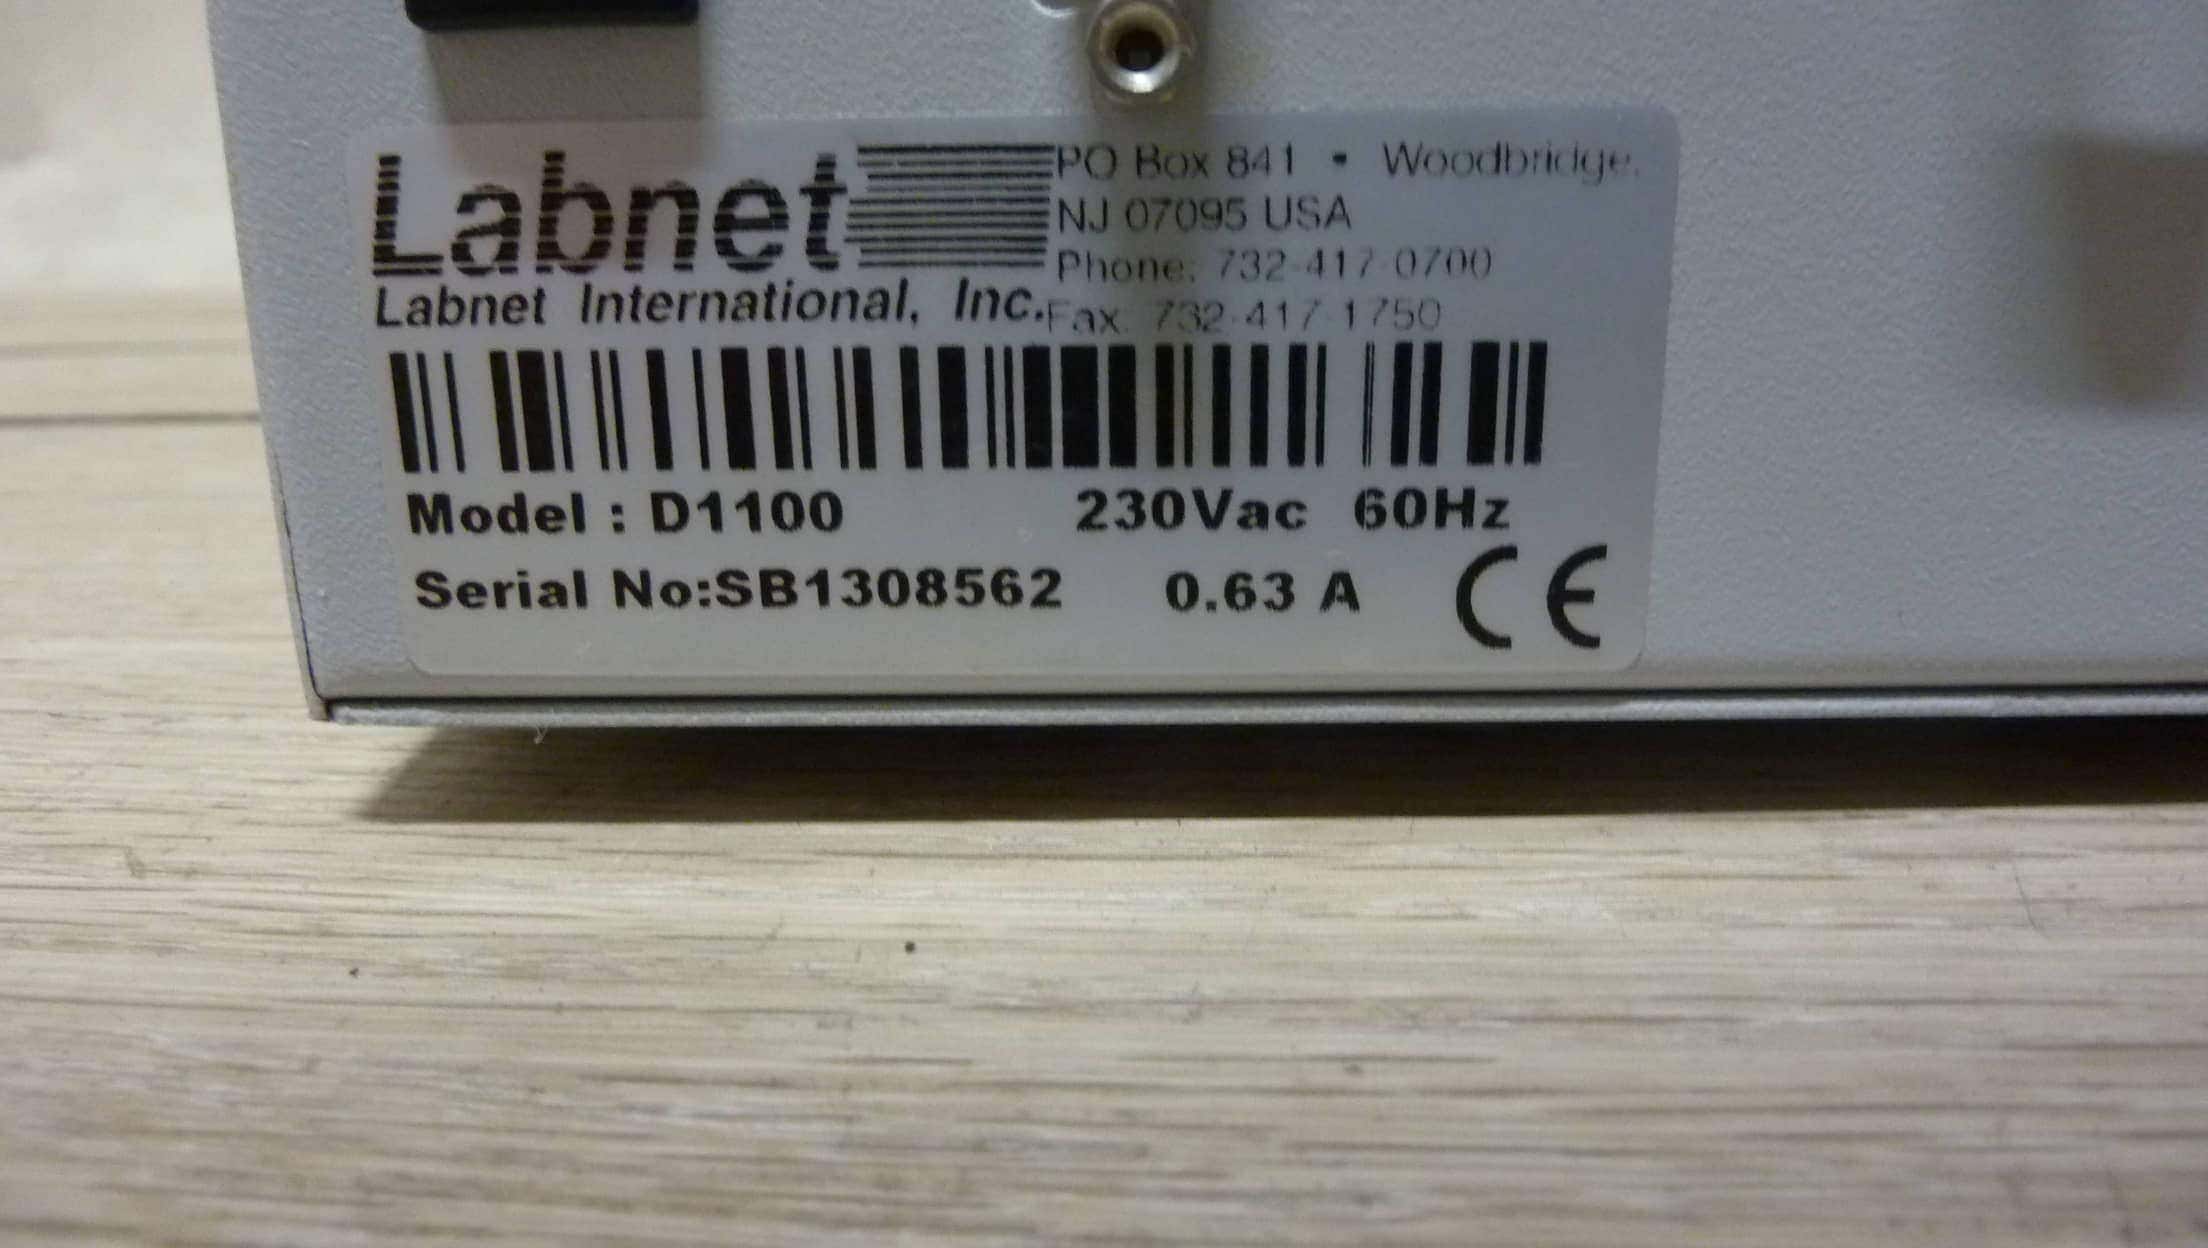 Labnet
Labnet International, Inc.
PO Box 841 • Woodbridge,
NJ 07095 USA
Phone: 732-417-0700
Fax: 732-417-1750
Model : D1100 230Vac 60Hz
Serial No:SB1308562 0.63 A CE